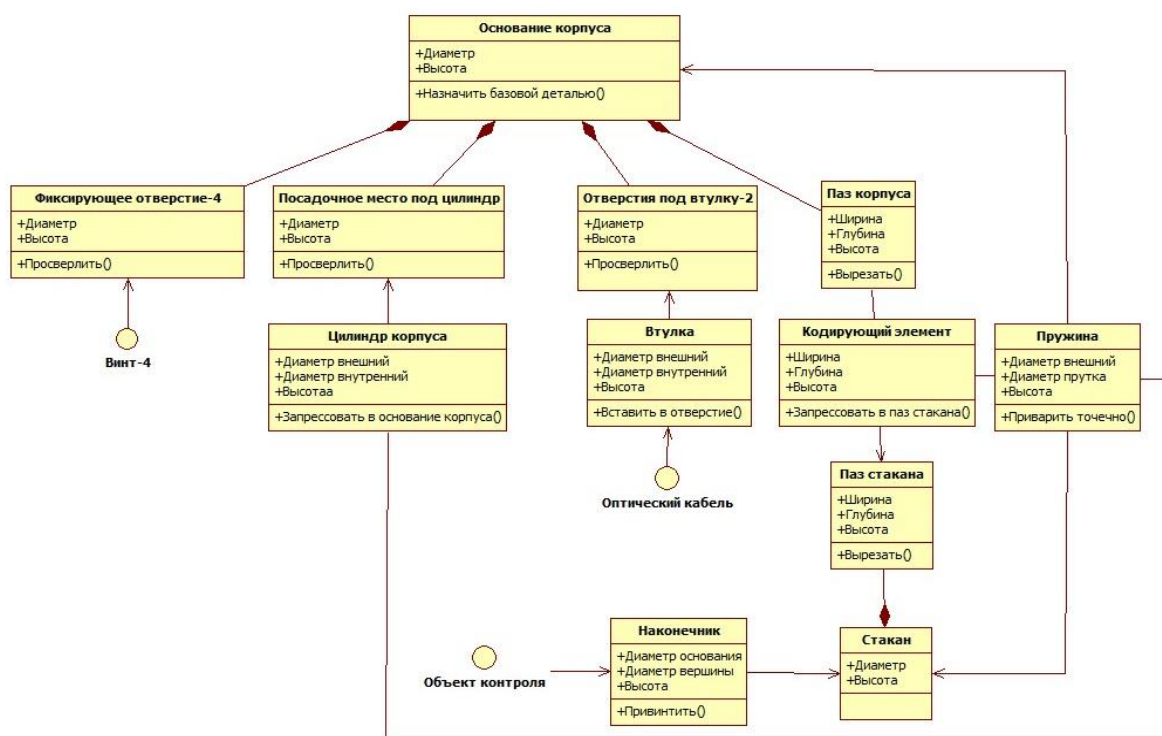 Основание корпуса
+Диаметр
+Высота
+Назначить базовой деталью()
Фиксирующее отверстие-4
+Диаметр
+Высота
+Просверлить()
Посадочное место под цилиндр
+Диаметр
+Высота
+Просверлить()
Отверстия под втулку-2
+Диаметр
+Высота
+Просверлить()
Паз корпуса
+Ширина
+Глубина
+Высота
+Вырезать()
Винт-4
Цилиндр корпуса
+Диаметр внешний
+Диаметр внутренний
+Высотаа
+Запрессовать в основание корпуса()
Втулка
+Диаметр внешний
+Диаметр внутренний
+Высота
+Вставить в отверстие()
Кодирующий элемент
+Ширина
+Глубина
+Высота
+Запрессовать в паз стакана()
Пружина
+Диаметр внешний
+Диаметр прутка
+Высота
+Приварить точечно()
Оптический кабель
Паз стакана
+Ширина
+Глубина
+Высота
+Вырезать()
Объект контроля
Наконечник
+Диаметр основания
+Диаметр вершины
+Высота
+Привинтить()
Стакан
+Диаметр
+Высота